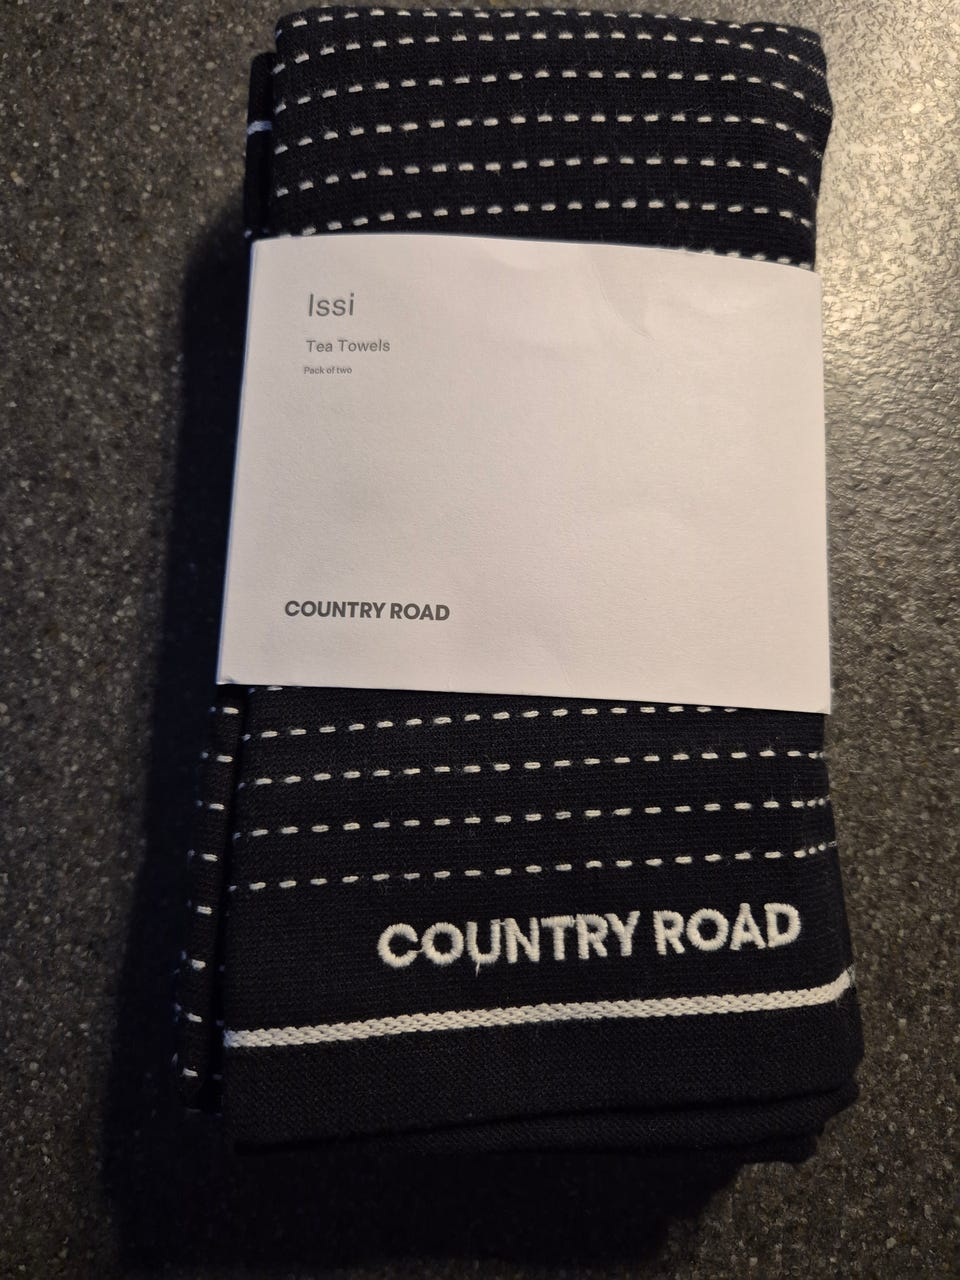 Issi
Tea Towels
Pack of two
COUNTRY ROAD
COUNTRY ROAD